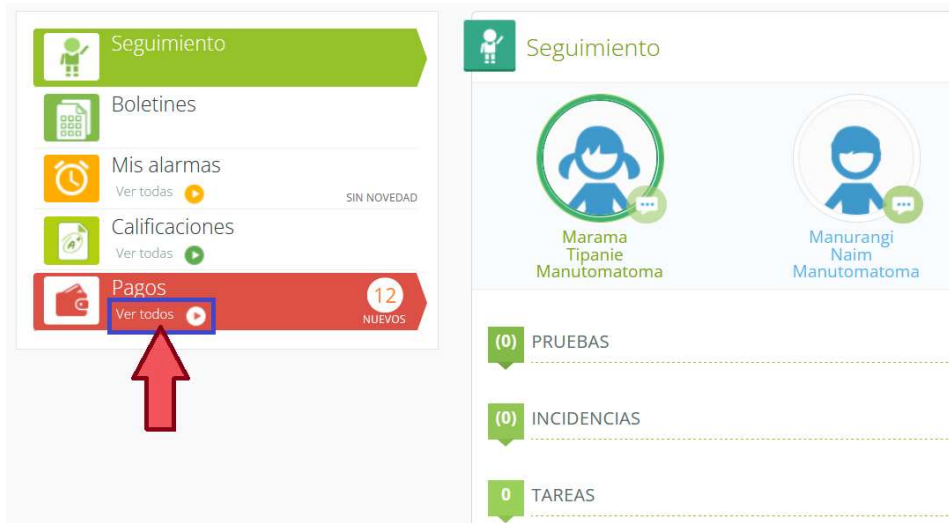 Seguimiento
Boletines
Mis alarmas
Ver todas
SIN NOVEDAD
Calificaciones
Ver todas
Pagos
Ver todos
12
NUEVOS
Seguimiento
Marama
Tipanie
Manutomatoma
Manurangi
Naim
Manutomatoma
(0) PRUEBAS
(0) INCIDENCIAS
0 TAREAS